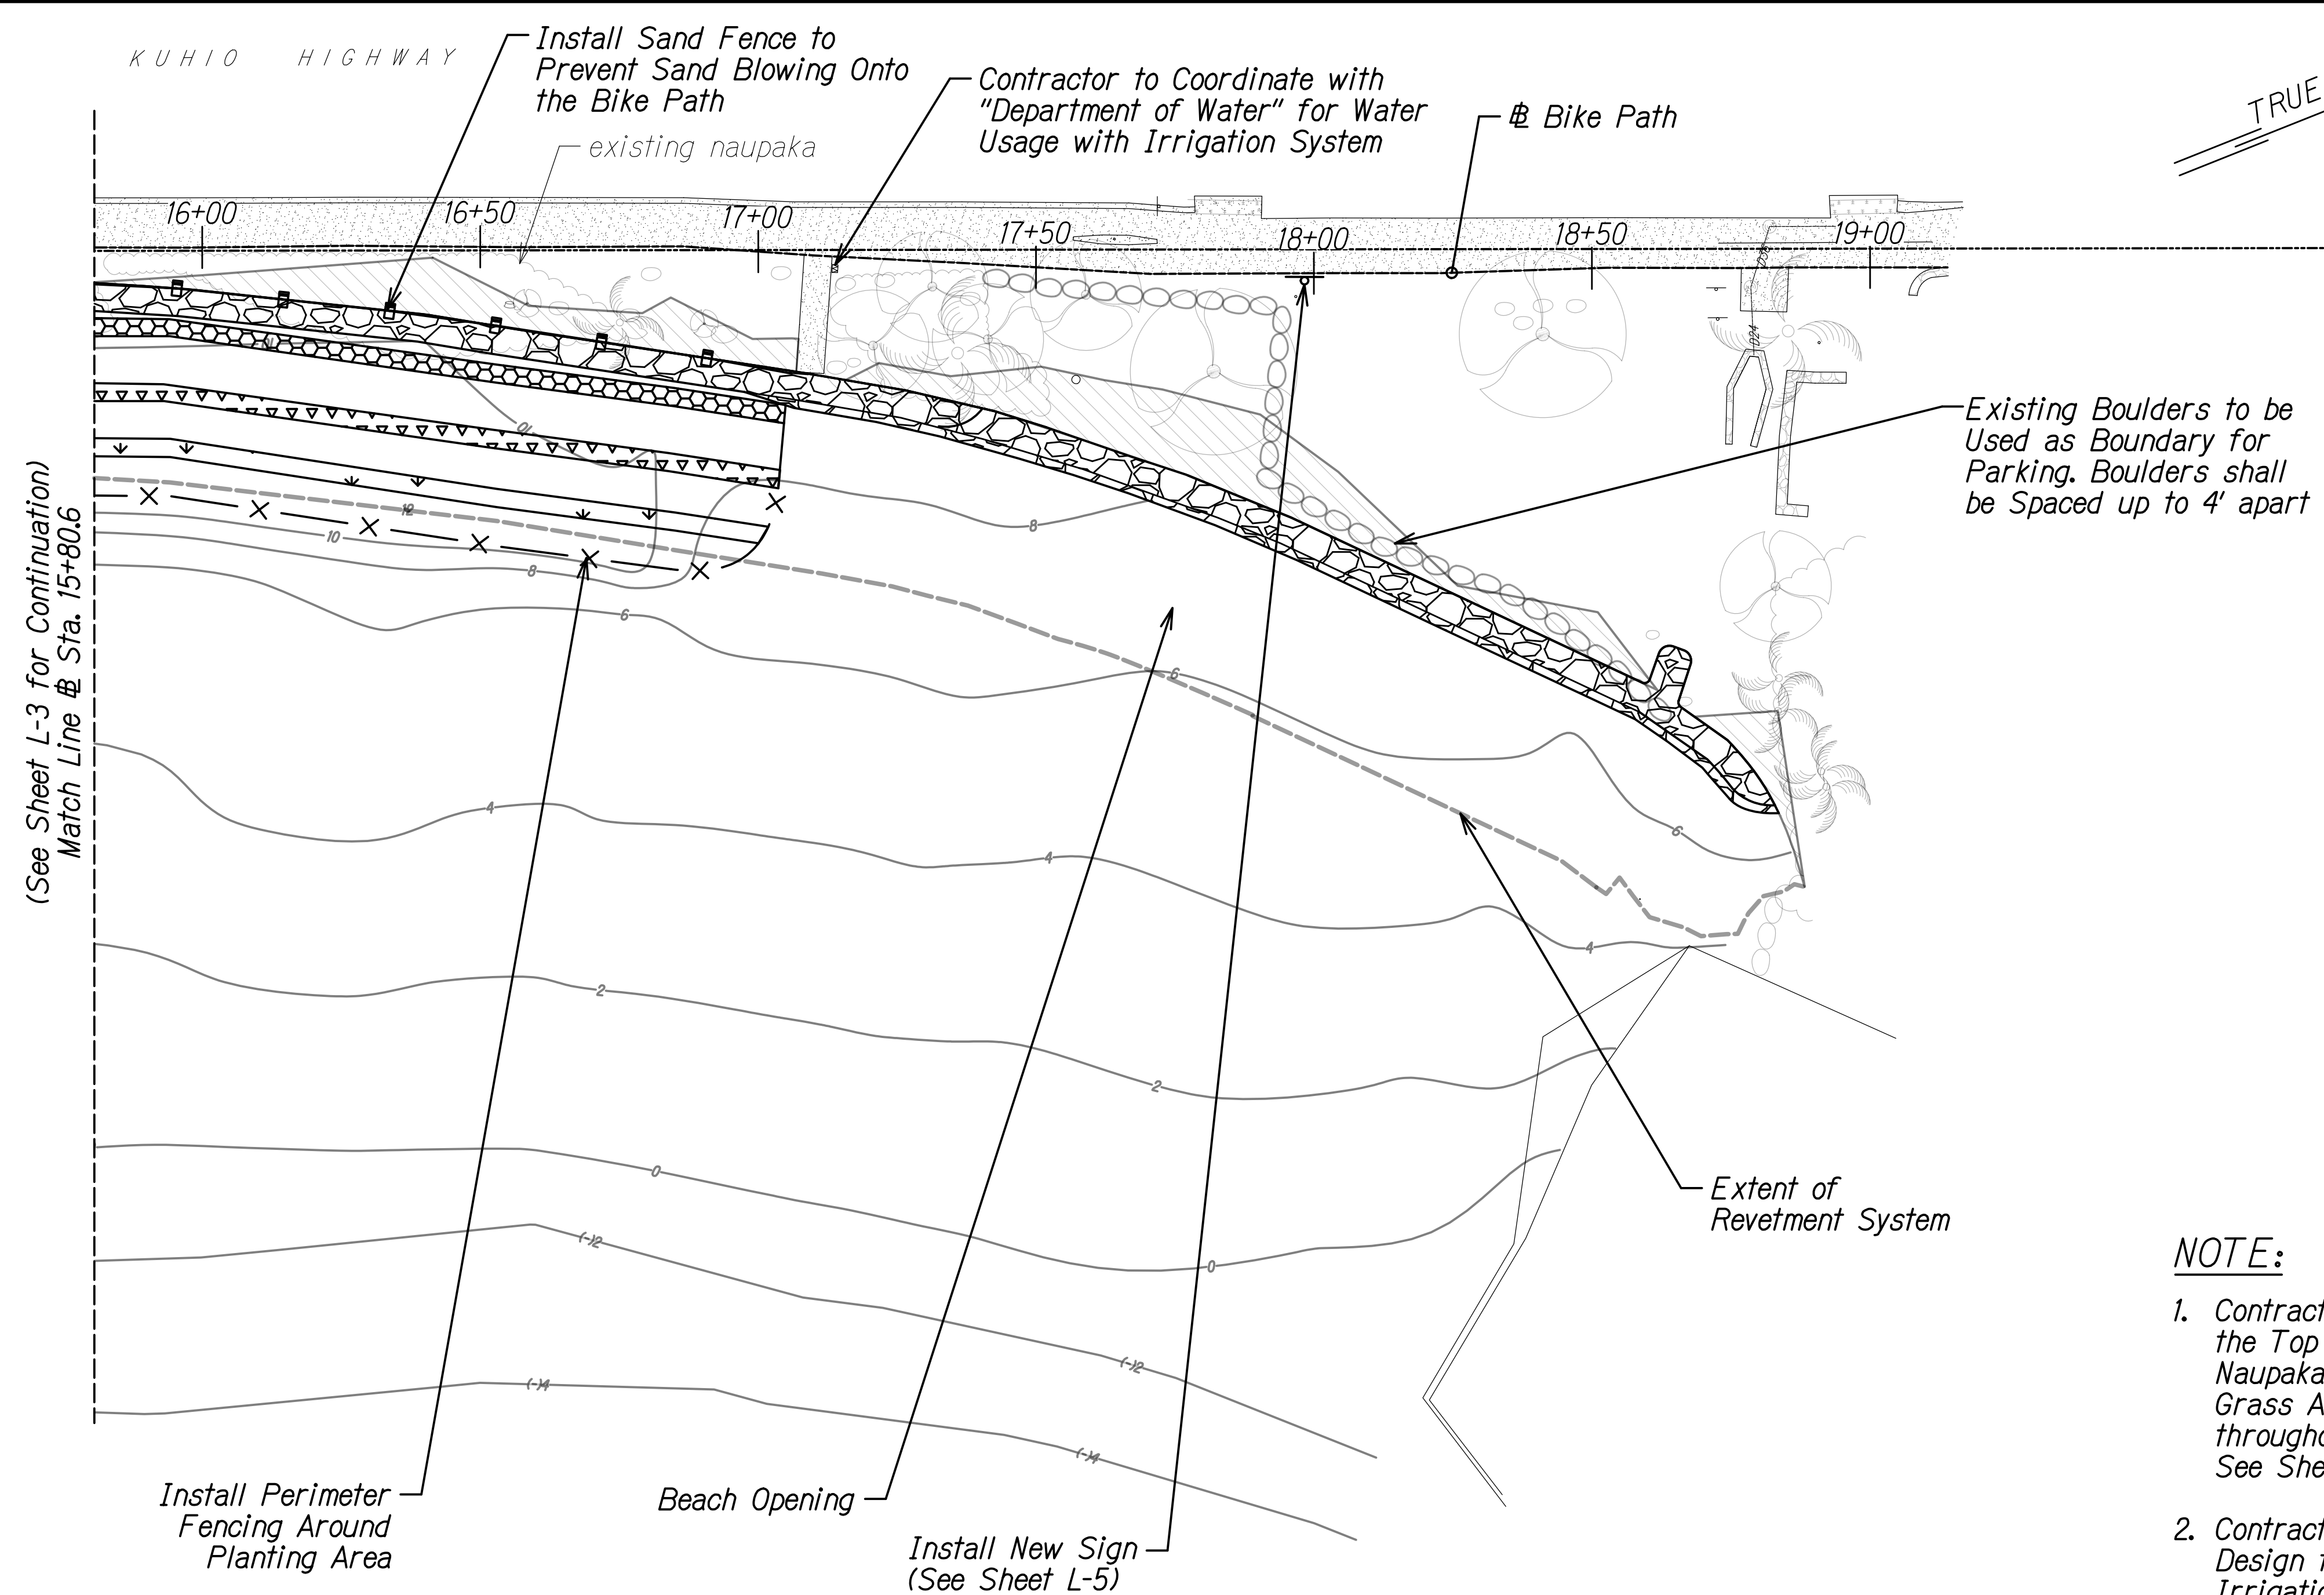 KUHIO HIGHWAY
Install Sand Fence to
Prevent Sand Blowing Onto
the Bike Path
existing naupaka
Contractor to Coordinate with
"Department of Water" for Water
Usage with Irrigation System
℄ Bike Path
TRUE
16+00
16+50
17+00
17+50
18+00
18+50
19+00
D36
D24
Existing Boulders to be
Used as Boundary for
Parking. Boulders shall
be Spaced up to 4' apart
(See Sheet L-3 for Continuation)
Match Line ℄ Sta. 15+80.6
10
10
12
10
8
8
6
6
6
4
4
4
2
2
0
0
(-)2
(-)2
(-)4
(-)4
Extent of
Revetment System
Install Perimeter
Fencing Around
Planting Area
Beach Opening
Install New Sign
(See Sheet L-5)
NOTE:
1. Contract
the Top
Naupaka
Grass A
througho
See She
2. Contract
Design f
Irrigatio